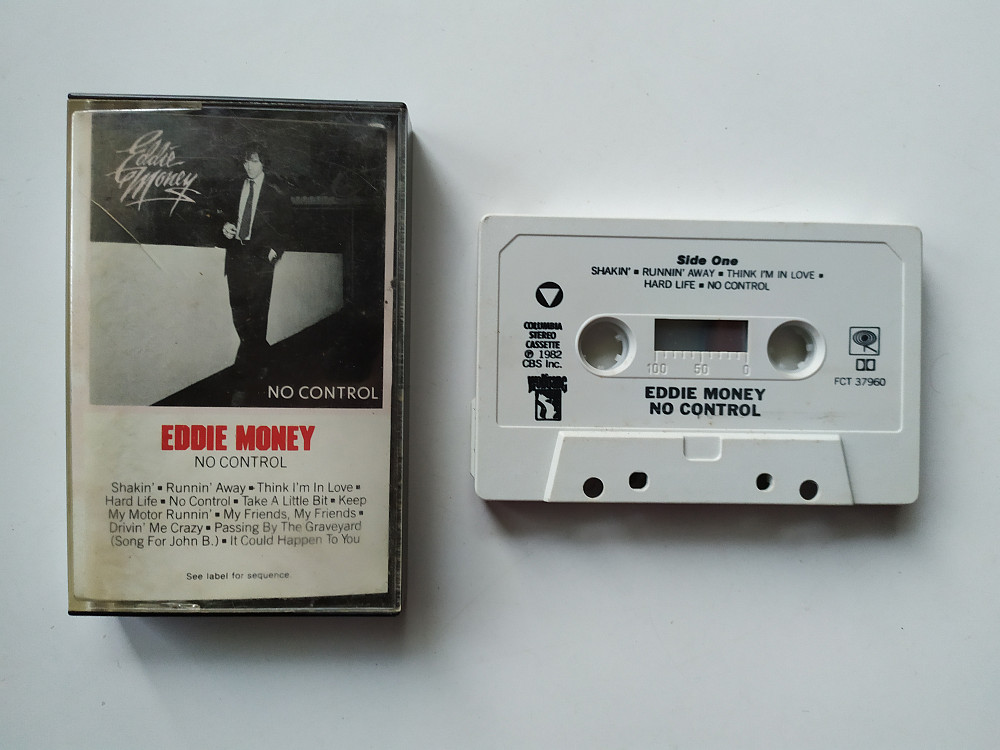 Eddie
Money
NO CONTROL
EDDIE MONEY
NO CONTROL
Shakin' ▪ Runnin' Away ▪ Think I'm In Love ▪
Hard Life ▪ No Control ▪ Take A Little Bit ▪ Keep
My Motor Runnin' ▪ My Friends, My Friends ▪
Drivin' Me Crazy ▪ Passing By The Graveyard
(Song For John B.) ▪ It Could Happen To You
See label for sequence.
Side One
SHAKIN' ▪ RUNNIN' AWAY ▪ THINK I'M IN LOVE ▪
HARD LIFE ▪ NO CONTROL
COLUMBIA
STEREO
CASSETTE
℗ 1982
CBS Inc.
100 50 0
FCT 37960
EDDIE MONEY
NO CONTROL